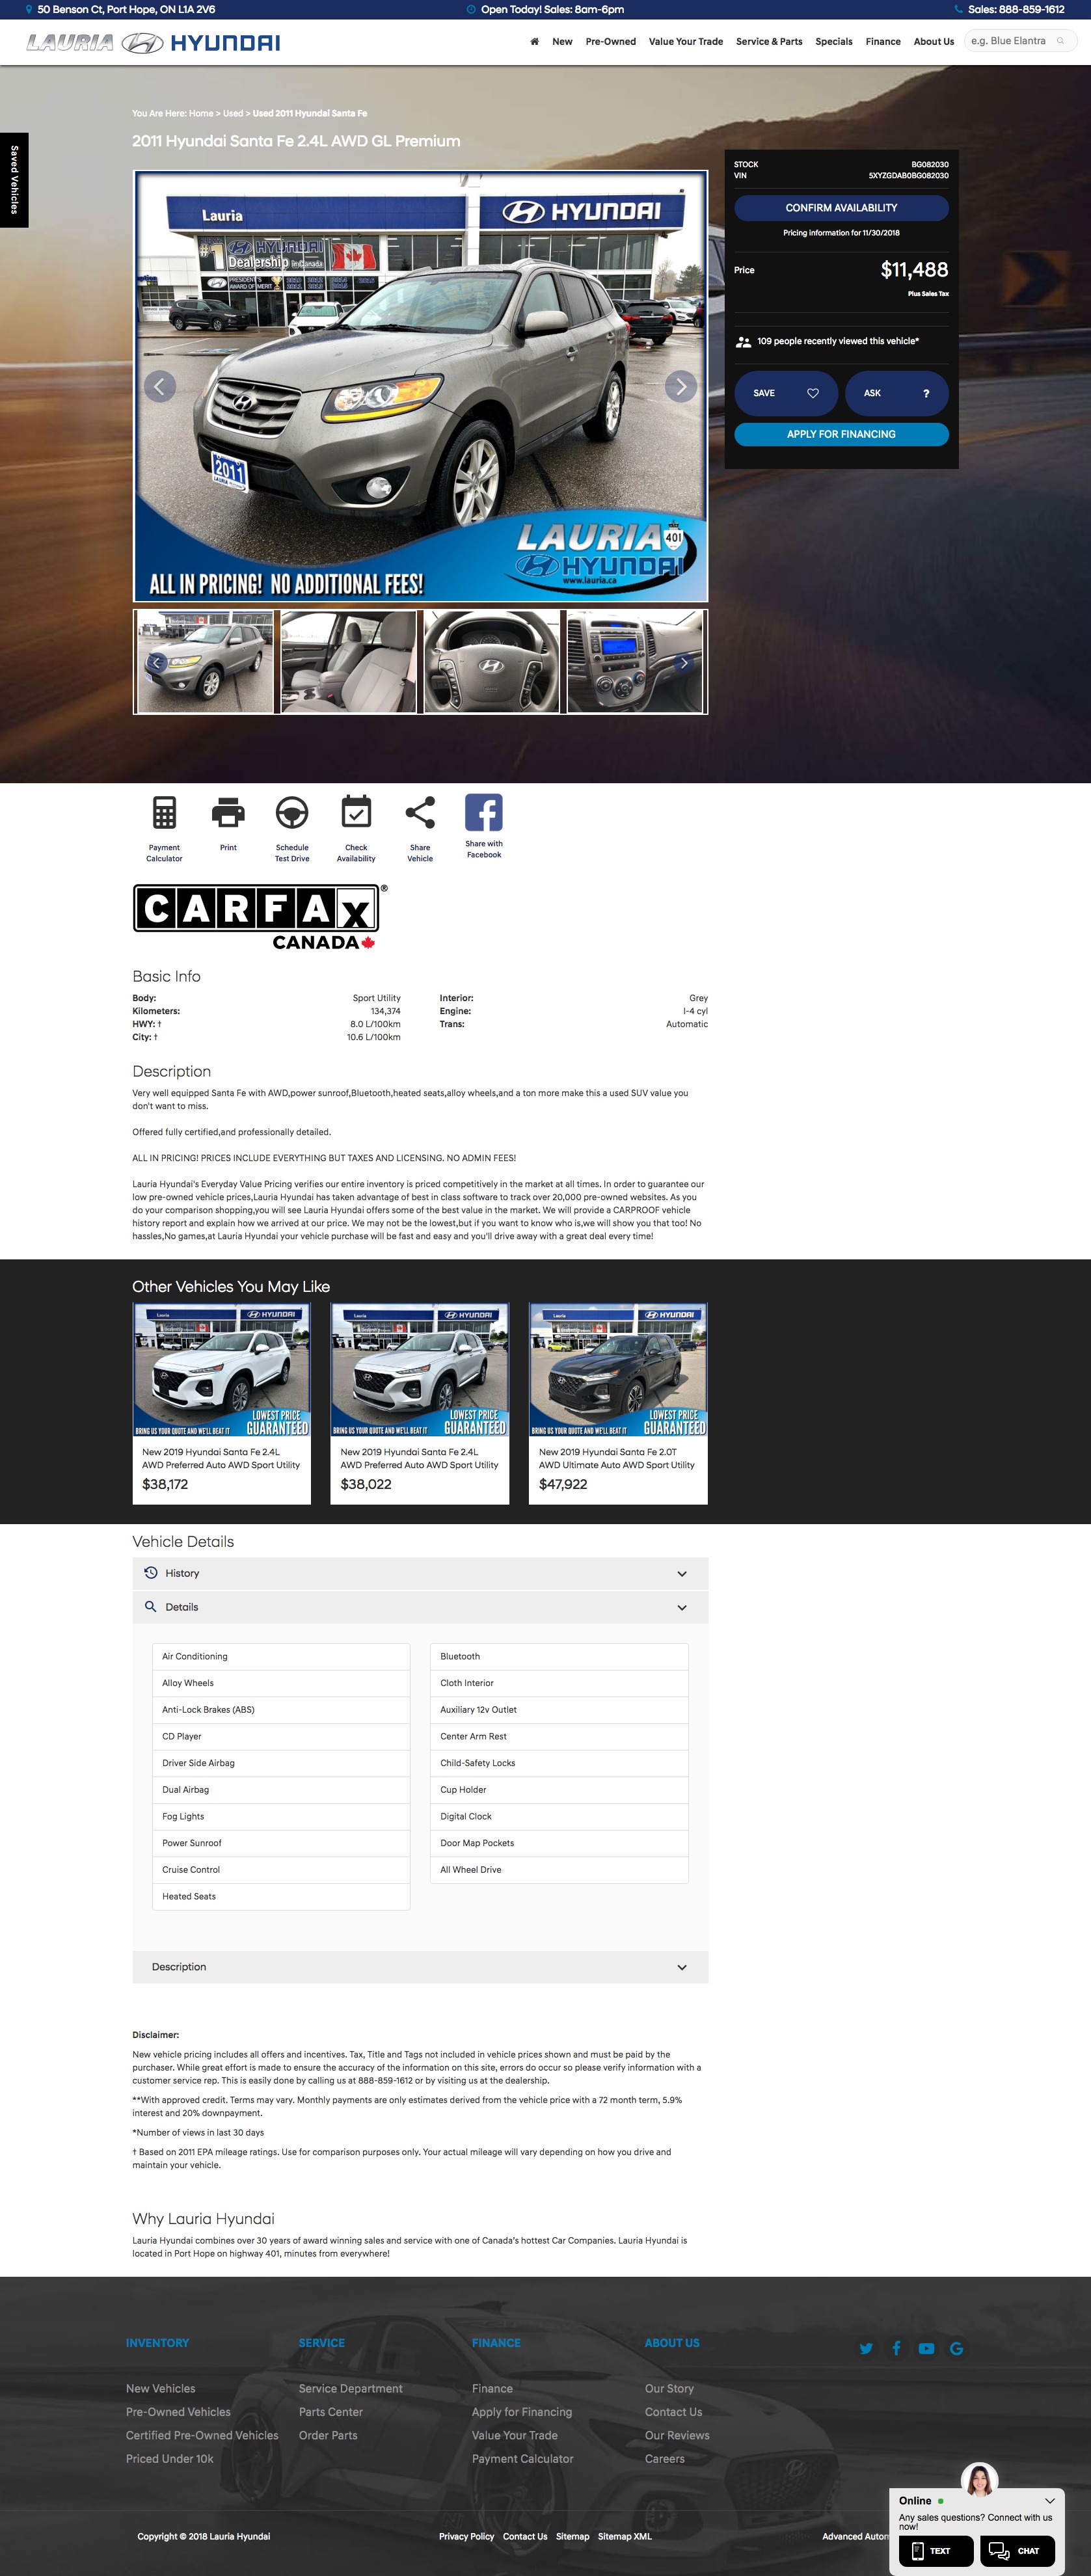 50 Benson Ct, Port Hope, ON L1A 2V6
Open Today! Sales: 8am-6pm
Sales: 888-859-1612
LAURIA HYUNDAI
New Pre-Owned Value Your Trade Service & Parts Specials Finance About Us
e.g. Blue Elantra
Saved Vehicles
You Are Here: Home > Used > Used 2011 Hyundai Santa Fe
2011 Hyundai Santa Fe 2.4L AWD GL Premium
Lauria
HYUNDAI
#1 HYUNDAI
Dealership in Canada
PRESIDENT'S
AWARD OF MERIT
2011
LAURIA
LAURIA
401
HYUNDAI
www.lauria.ca
ALL IN PRICING! NO ADDITIONAL FEES!
STOCK BG082030
VIN 5XYZGDAB0BG082030
CONFIRM AVAILABILITY
Pricing information for 11/30/2018
Price $11,488
Plus Sales Tax
109 people recently viewed this vehicle*
SAVE
ASK ?
APPLY FOR FINANCING
Payment
Calculator
Print
Schedule
Test Drive
Check
Availability
Share
Vehicle
Share with
Facebook
CARFAX®
CANADA
Basic Info
Body: Sport Utility
Kilometers: 134,374
HWY: † 8.0 L/100km
City: † 10.6 L/100km
Interior: Grey
Engine: I-4 cyl
Trans: Automatic
Description
Very well equipped Santa Fe with AWD,power sunroof,Bluetooth,heated seats,alloy wheels,and a ton more make this a used SUV value you
don't want to miss.
Offered fully certified,and professionally detailed.
ALL IN PRICING! PRICES INCLUDE EVERYTHING BUT TAXES AND LICENSING. NO ADMIN FEES!
Lauria Hyundai's Everyday Value Pricing verifies our entire inventory is priced competitively in the market at all times. In order to guarantee our
low pre-owned vehicle prices,Lauria Hyundai has taken advantage of best in class software to track over 20,000 pre-owned websites. As you
do your comparison shopping,you will see Lauria Hyundai offers some of the best value in the market. We will provide a CARPROOF vehicle
history report and explain how we arrived at our price. We may not be the lowest,but if you want to know who is,we will show you that too! No
hassles,No games,at Lauria Hyundai your vehicle purchase will be fast and easy and you'll drive away with a great deal every time!
Other Vehicles You May Like
Lauria HYUNDAI
LOWEST PRICE
BRING US YOUR QUOTE AND WE'LL BEAT IT GUARANTEED
New 2019 Hyundai Santa Fe 2.4L
AWD Preferred Auto AWD Sport Utility
$38,172
Lauria HYUNDAI
LOWEST PRICE
BRING US YOUR QUOTE AND WE'LL BEAT IT GUARANTEED
New 2019 Hyundai Santa Fe 2.4L
AWD Preferred Auto AWD Sport Utility
$38,022
Lauria HYUNDAI
LOWEST PRICE
BRING US YOUR QUOTE AND WE'LL BEAT IT GUARANTEED
New 2019 Hyundai Santa Fe 2.0T
AWD Ultimate Auto AWD Sport Utility
$47,922
Vehicle Details
History
Details
Air Conditioning
Alloy Wheels
Anti-Lock Brakes (ABS)
CD Player
Driver Side Airbag
Dual Airbag
Fog Lights
Power Sunroof
Cruise Control
Heated Seats
Bluetooth
Cloth Interior
Auxiliary 12v Outlet
Center Arm Rest
Child-Safety Locks
Cup Holder
Digital Clock
Door Map Pockets
All Wheel Drive
Description
Disclaimer:
New vehicle pricing includes all offers and incentives. Tax, Title and Tags not included in vehicle prices shown and must be paid by the
purchaser. While great effort is made to ensure the accuracy of the information on this site, errors do occur so please verify information with a
customer service rep. This is easily done by calling us at 888-859-1612 or by visiting us at the dealership.
**With approved credit. Terms may vary. Monthly payments are only estimates derived from the vehicle price with a 72 month term, 5.9%
interest and 20% downpayment.
*Number of views in last 30 days
† Based on 2011 EPA mileage ratings. Use for comparison purposes only. Your actual mileage will vary depending on how you drive and
maintain your vehicle.
Why Lauria Hyundai
Lauria Hyundai combines over 30 years of award winning sales and service with one of Canada's hottest Car Companies. Lauria Hyundai is
located in Port Hope on highway 401, minutes from everywhere!
INVENTORY
New Vehicles
Pre-Owned Vehicles
Certified Pre-Owned Vehicles
Priced Under 10k
SERVICE
Service Department
Parts Center
Order Parts
FINANCE
Finance
Apply for Financing
Value Your Trade
Payment Calculator
ABOUT US
Our Story
Contact Us
Our Reviews
Careers
Copyright © 2018 Lauria Hyundai
Privacy Policy Contact Us Sitemap Sitemap XML
Advanced Autom
Online
Any sales questions? Connect with us
now!
TEXT
CHAT